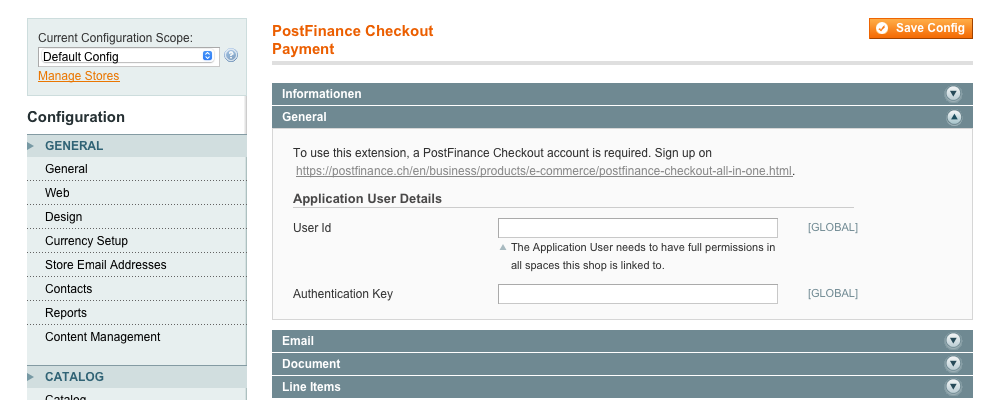 Current Configuration Scope:
Default Config
Manage Stores
Configuration
GENERAL
General
Web
Design
Currency Setup
Store Email Addresses
Contacts
Reports
Content Management
CATALOG
Catalog
PostFinance Checkout
Payment
Save Config
Informationen
General
To use this extension, a PostFinance Checkout account is required. Sign up on
https://postfinance.ch/en/business/products/e-commerce/postfinance-checkout-all-in-one.html.
Application User Details
User Id
[GLOBAL]
The Application User needs to have full permissions in
all spaces this shop is linked to.
Authentication Key
[GLOBAL]
Email
Document
Line Items